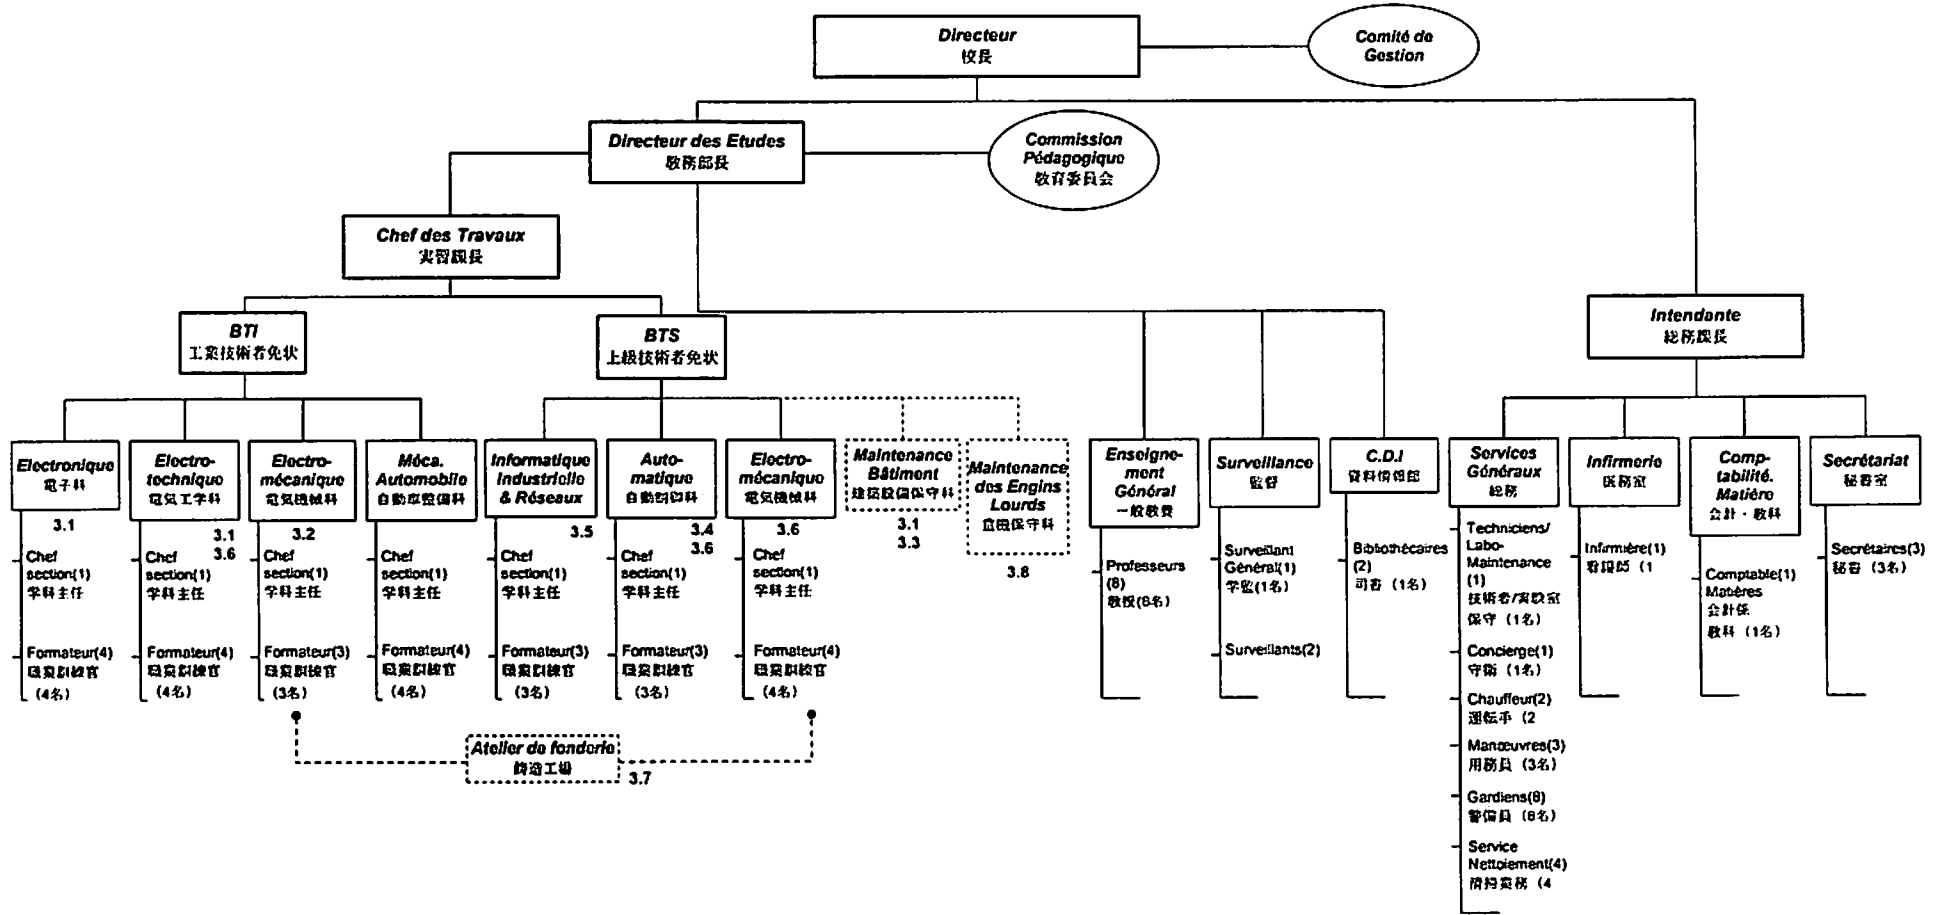 Directeur
校長
Comité de
Gestion
Directeur des Etudes
教務部長
Commission
Pédagogique
教育委員会
Chef des Travaux
実習課長
BTI
工業技術者免状
BTS
上級技術者免状
Intendante
総務課長
Electronique
電子科
3.1
Chef
section(1)
学科主任
Formateur(4)
職業訓練官
(4名)
Electro-
technique
電気工学科
3.1
3.6
Chef
section(1)
学科主任
Formateur(4)
職業訓練官
(4名)
Electro-
mécanique
電気機械科
3.2
Chef
section(1)
学科主任
Formateur(3)
職業訓練官
(3名)
Méca.
Automobile
自動車整備科
Chef
section(1)
学科主任
Formateur(4)
職業訓練官
(4名)
Informatique
Industrielle
& Réseaux
3.5
Chef
section(1)
学科主任
Formateur(3)
職業訓練官
(3名)
Auto-
matique
自動制御科
3.4
3.6
Chef
section(1)
学科主任
Formateur(3)
職業訓練官
(3名)
Electro-
mécanique
電気機械科
3.6
Chef
section(1)
学科主任
Formateur(4)
職業訓練官
(4名)
Maintenance
Bâtiment
建築設備保守科
3.1
3.3
Maintenance
des Engins
Lourds
重機保守科
3.8
Atelier de fonderie
鋳造工場
3.7
Enseigne-
ment
Général
一般教養
Professeurs
(8)
教授(8名)
Surveillance
監督
Surveillant
Général(1)
学監(1名)
Surveillants(2)
C.D.I
資料情報館
Bibliothécaires
(2)
司書 (1名)
Services
Généraux
総務
Techniciens/
Labo-
Maintenance
(1)
技術者/実験室
保守 (1名)
Concierge(1)
守衛 (1名)
Chauffeur(2)
運転手 (2
Manœuvres(3)
用務員 (3名)
Gardiens(8)
警備員 (8名)
Service
Nettoiement(4)
清掃業務 (4
Infirmerie
医務室
Infirmière(1)
看護師 (1
Comp-
tabilité.
Matière
会計・教科
Comptable(1)
Matières
会計係
教科 (1名)
Secrétariat
秘書室
Secrétaires(3)
秘書 (3名)